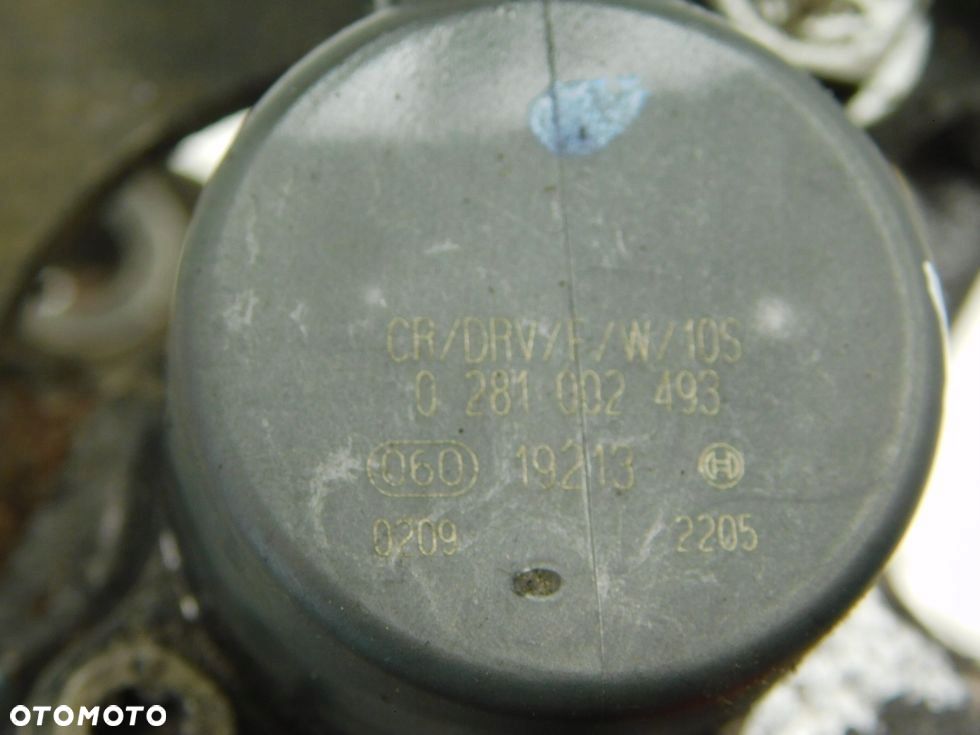 CR/DRV/F/W/10S
0 281 002 493
060 19213
0209 2205
OTOMOTO